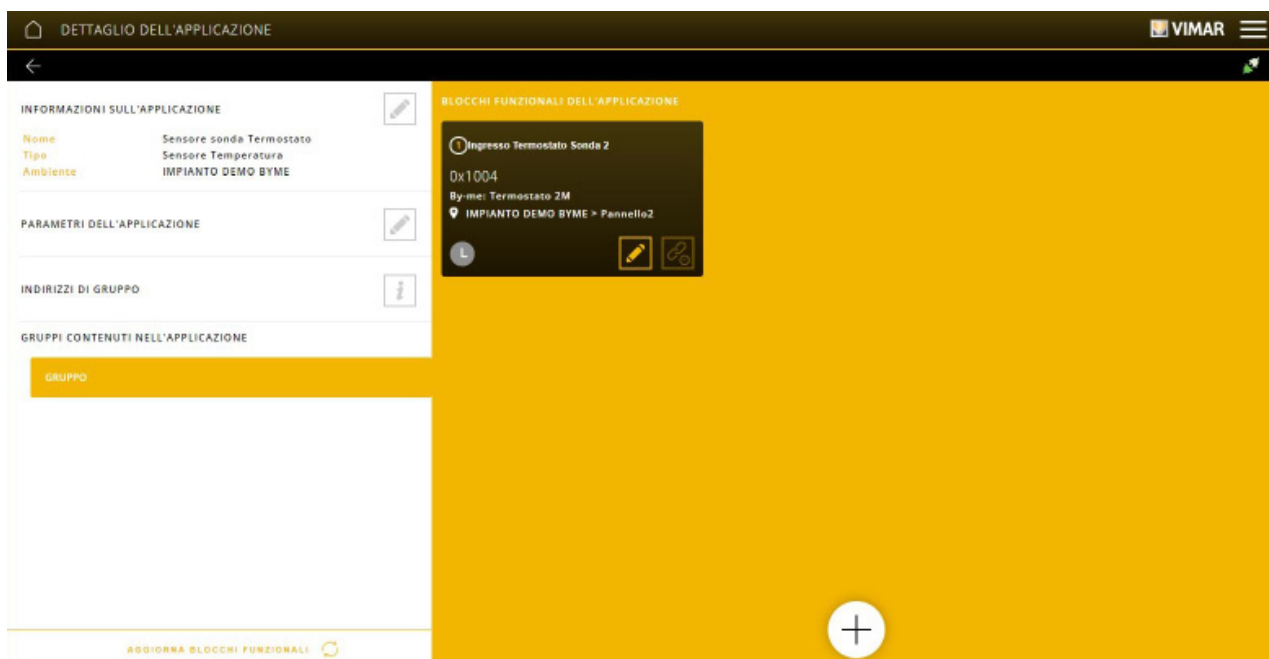 DETTAGLIO DELL'APPLICAZIONE
VIMAR
INFORMAZIONI SULL'APPLICAZIONE
Nome Sensore sonda Termostato
Tipo Sensore Temperatura
Ambiente IMPIANTO DEMO BYME
PARAMETRI DELL'APPLICAZIONE
INDIRIZZI DI GRUPPO
i
GRUPPI CONTENUTI NELL'APPLICAZIONE
GRUPPO
AGGIORNA BLOCCHI FUNZIONALI
BLOCCHI FUNZIONALI DELL'APPLICAZIONE
1 Ingresso Termostato Sonda 2
0x1004
By-me: Termostato 2M
IMPIANTO DEMO BYME > Pannello2
L